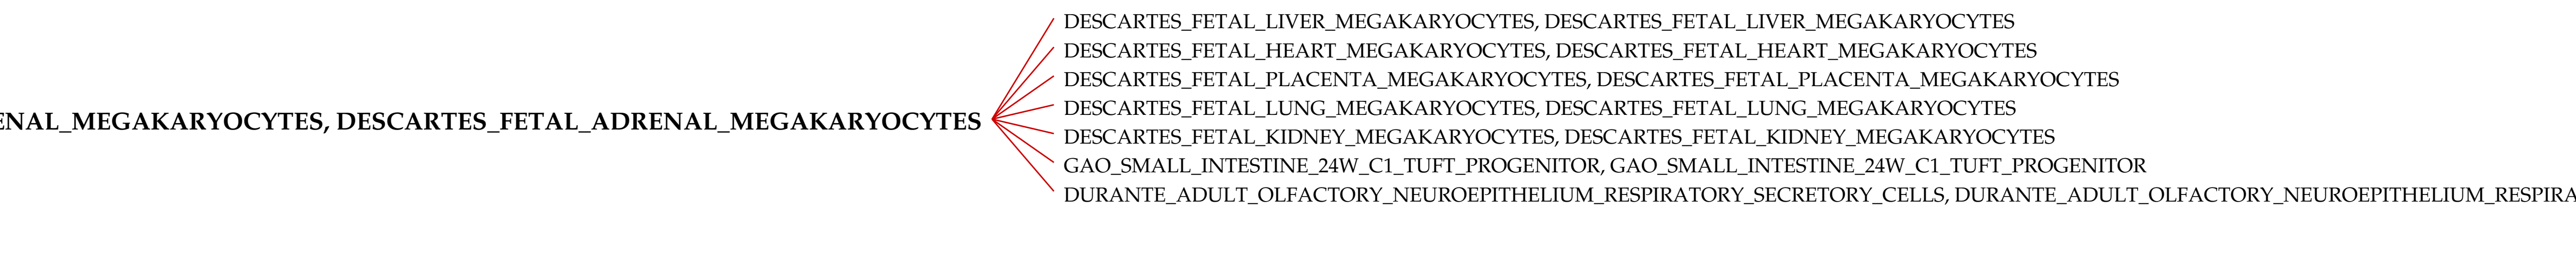 DESCARTES_FETAL_LIVER_MEGAKARYOCYTES, DESCARTES_FETAL_LIVER_MEGAKARYOCYTES
DESCARTES_FETAL_HEART_MEGAKARYOCYTES, DESCARTES_FETAL_HEART_MEGAKARYOCYTES
DESCARTES_FETAL_PLACENTA_MEGAKARYOCYTES, DESCARTES_FETAL_PLACENTA_MEGAKARYOCYTES
DESCARTES_FETAL_LUNG_MEGAKARYOCYTES, DESCARTES_FETAL_LUNG_MEGAKARYOCYTES
ENAL_MEGAKARYOCYTES, DESCARTES_FETAL_ADRENAL_MEGAKARYOCYTES
DESCARTES_FETAL_KIDNEY_MEGAKARYOCYTES, DESCARTES_FETAL_KIDNEY_MEGAKARYOCYTES
GAO_SMALL_INTESTINE_24W_C1_TUFT_PROGENITOR, GAO_SMALL_INTESTINE_24W_C1_TUFT_PROGENITOR
DURANTE_ADULT_OLFACTORY_NEUROEPITHELIUM_RESPIRATORY_SECRETORY_CELLS, DURANTE_ADULT_OLFACTORY_NEUROEPITHELIUM_RESPIRA